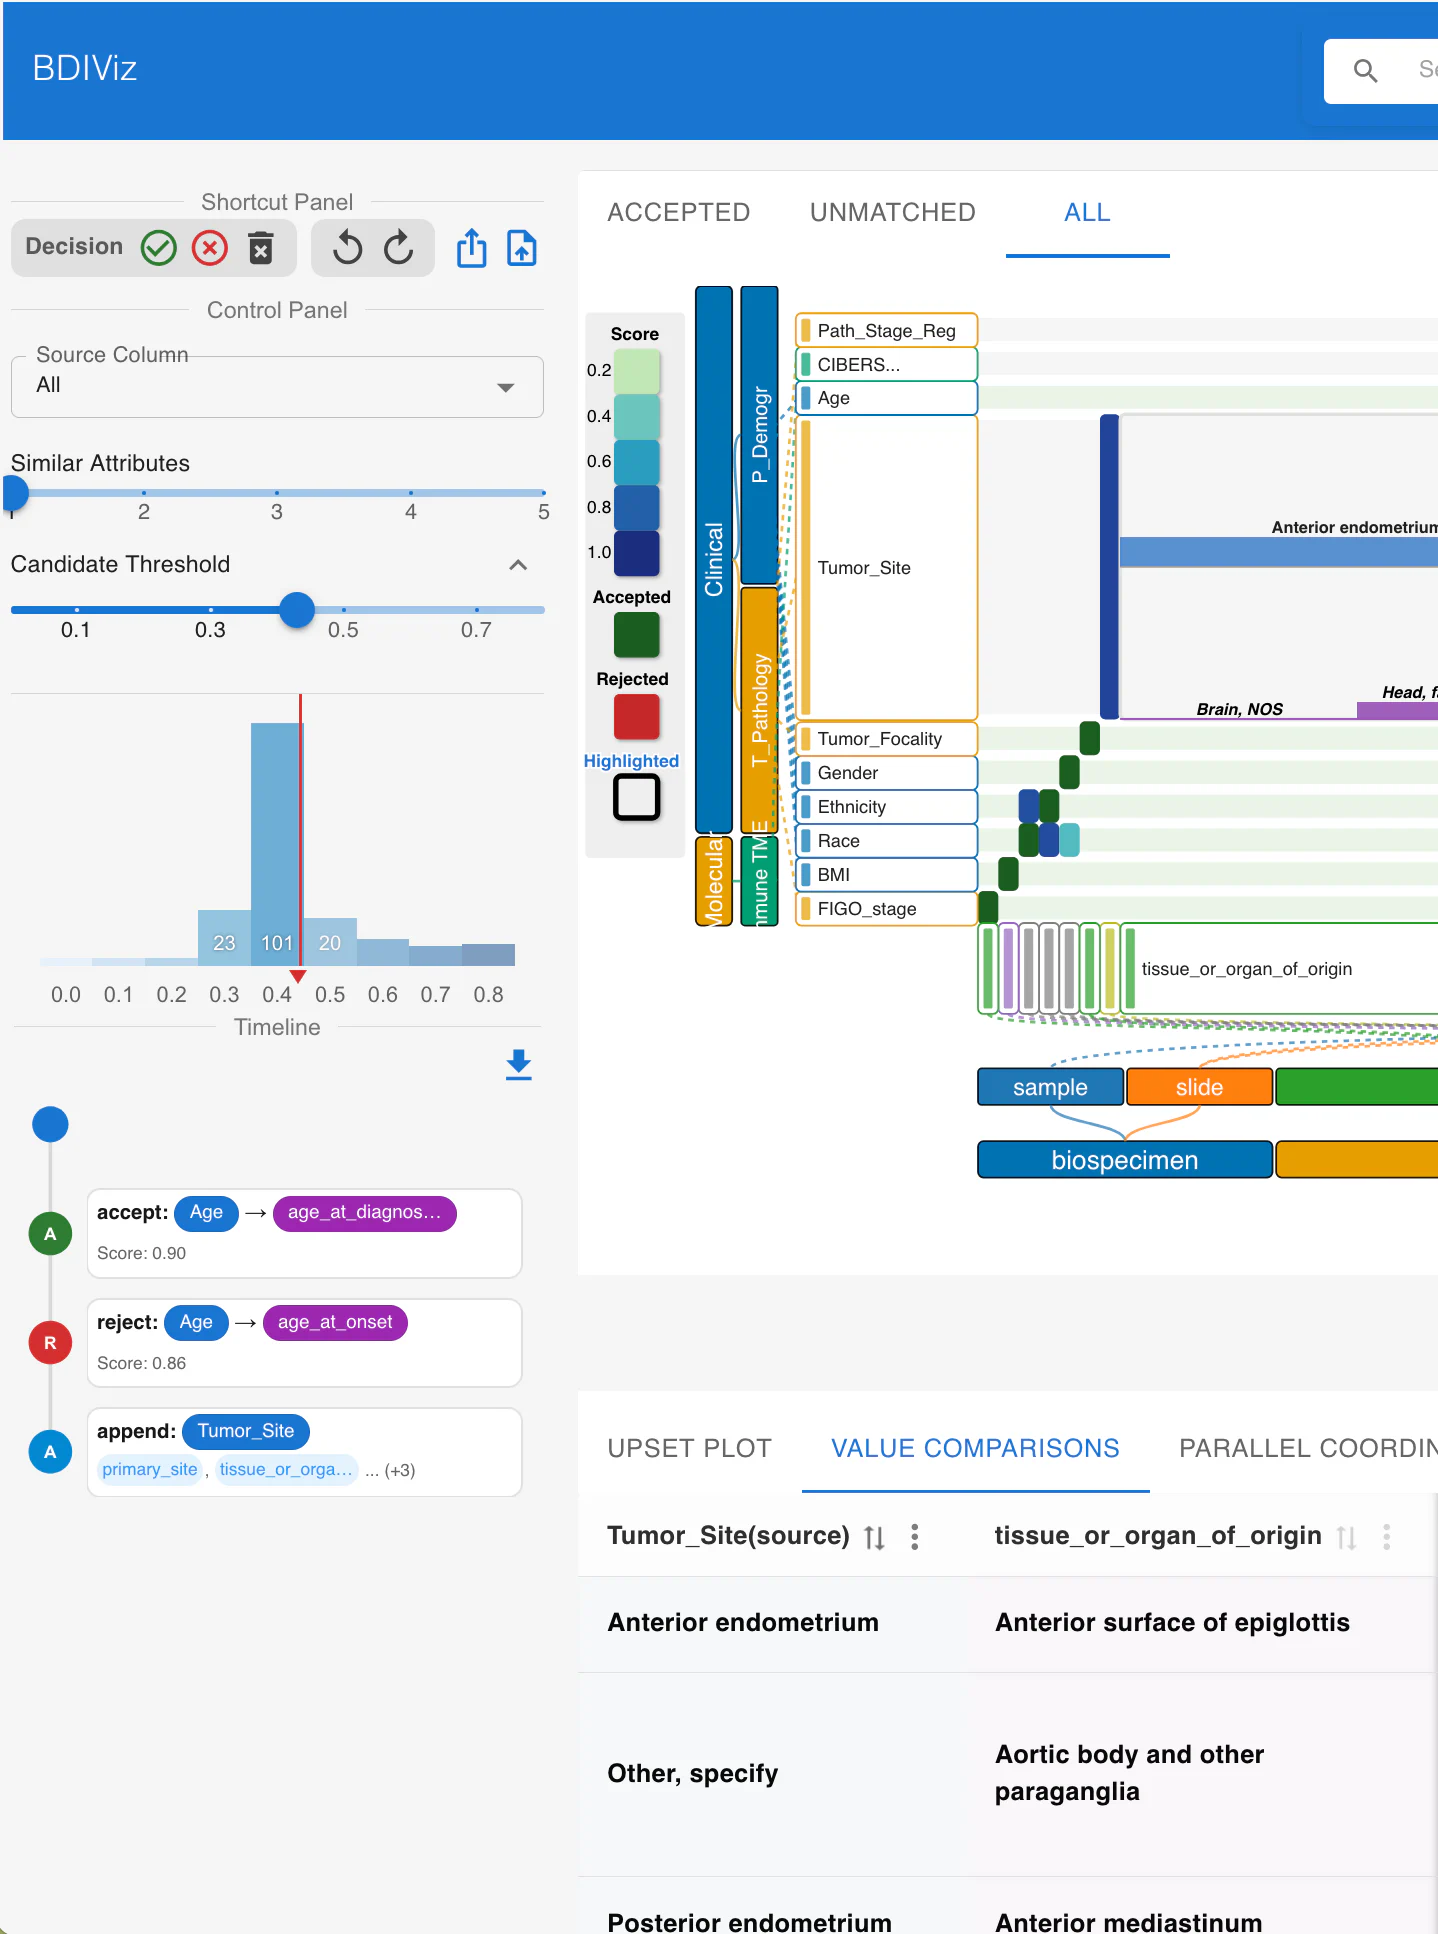 BDIViz
Se
Shortcut Panel
Decision
Control Panel
Source Column
All
Similar Attributes
2 3 4 5
Candidate Threshold
0.1 0.3 0.5 0.7
23 101 20
0.0 0.1 0.2 0.3 0.4 0.5 0.6 0.7 0.8
Timeline
A
accept: Age → age_at_diagnos...
Score: 0.90
R
reject: Age → age_at_onset
Score: 0.86
A
append: Tumor_Site
primary_site , tissue_or_orga... ... (+3)
ACCEPTED UNMATCHED ALL
Score
0.2
0.4
0.6
0.8
1.0
Accepted
Rejected
Highlighted
Clinical
Molecular
P_Demogr
T_Pathology
mmune TME
Path_Stage_Reg
CIBERS...
Age
Tumor_Site
Tumor_Focality
Gender
Ethnicity
Race
BMI
FIGO_stage
Anterior endometrium
Brain, NOS
Head, fa
tissue_or_organ_of_origin
sample slide
biospecimen
UPSET PLOT VALUE COMPARISONS PARALLEL COORDIN
Tumor_Site(source) tissue_or_organ_of_origin
Anterior endometrium Anterior surface of epiglottis
Other, specify Aortic body and other
paraganglia
Posterior endometrium Anterior mediastinum